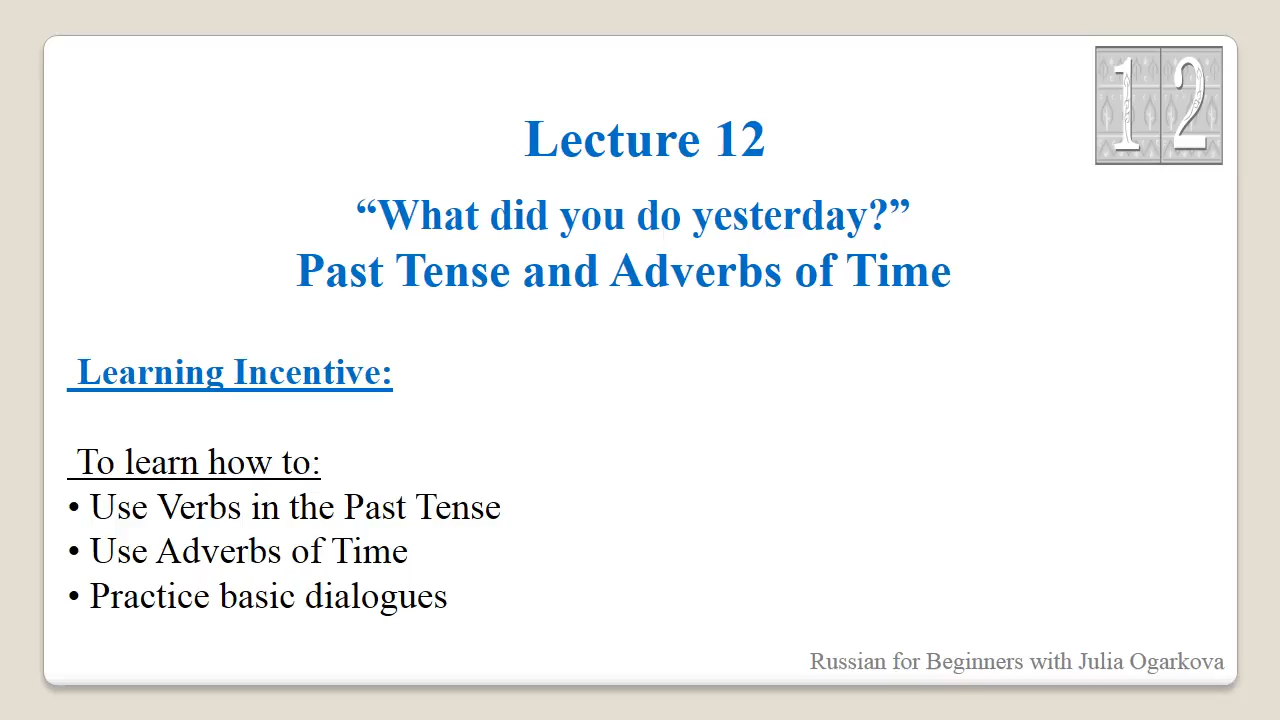 12
Lecture 12
“What did you do yesterday?”
Past Tense and Adverbs of Time
Learning Incentive:
To learn how to:
• Use Verbs in the Past Tense
• Use Adverbs of Time
• Practice basic dialogues
Russian for Beginners with Julia Ogarkova